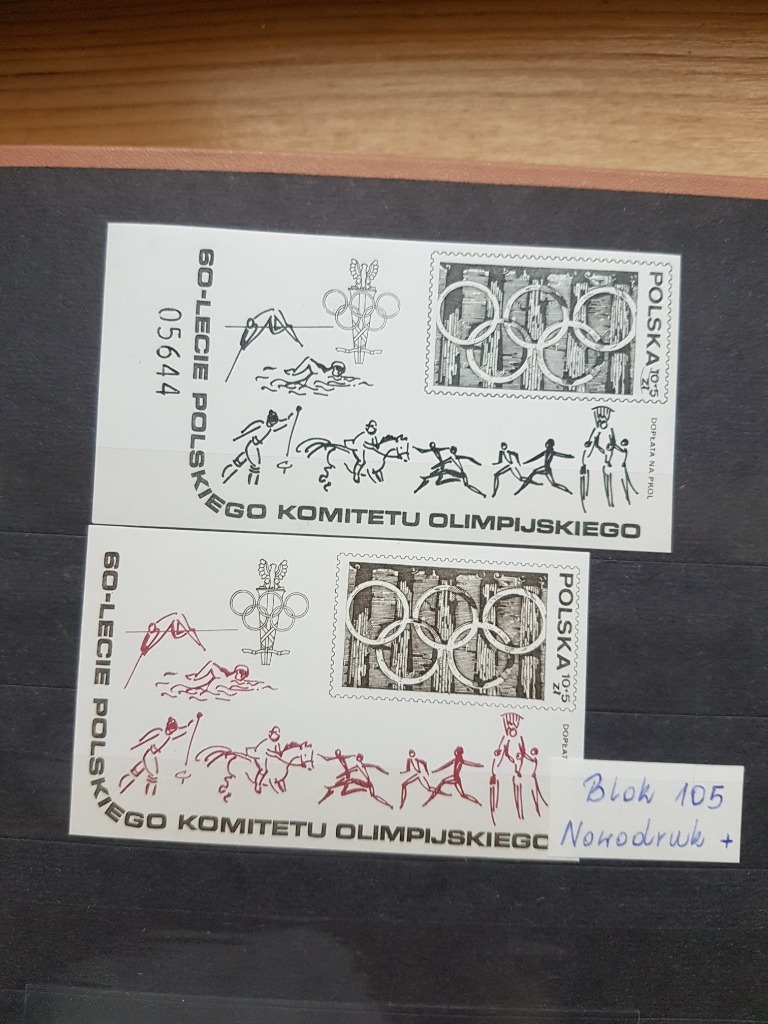 60-LECIE POLSKIEGO KOMITETU OLIMPIJSKIEGO
05644
POLSKA 10+5 zł
DOPŁATA NA PKOL
60-LECIE POLSKIEGO KOMITETU OLIMPIJSKIEGO
POLSKA 10+5 zł
DOPŁAT
Blok 105
Nowodruk +